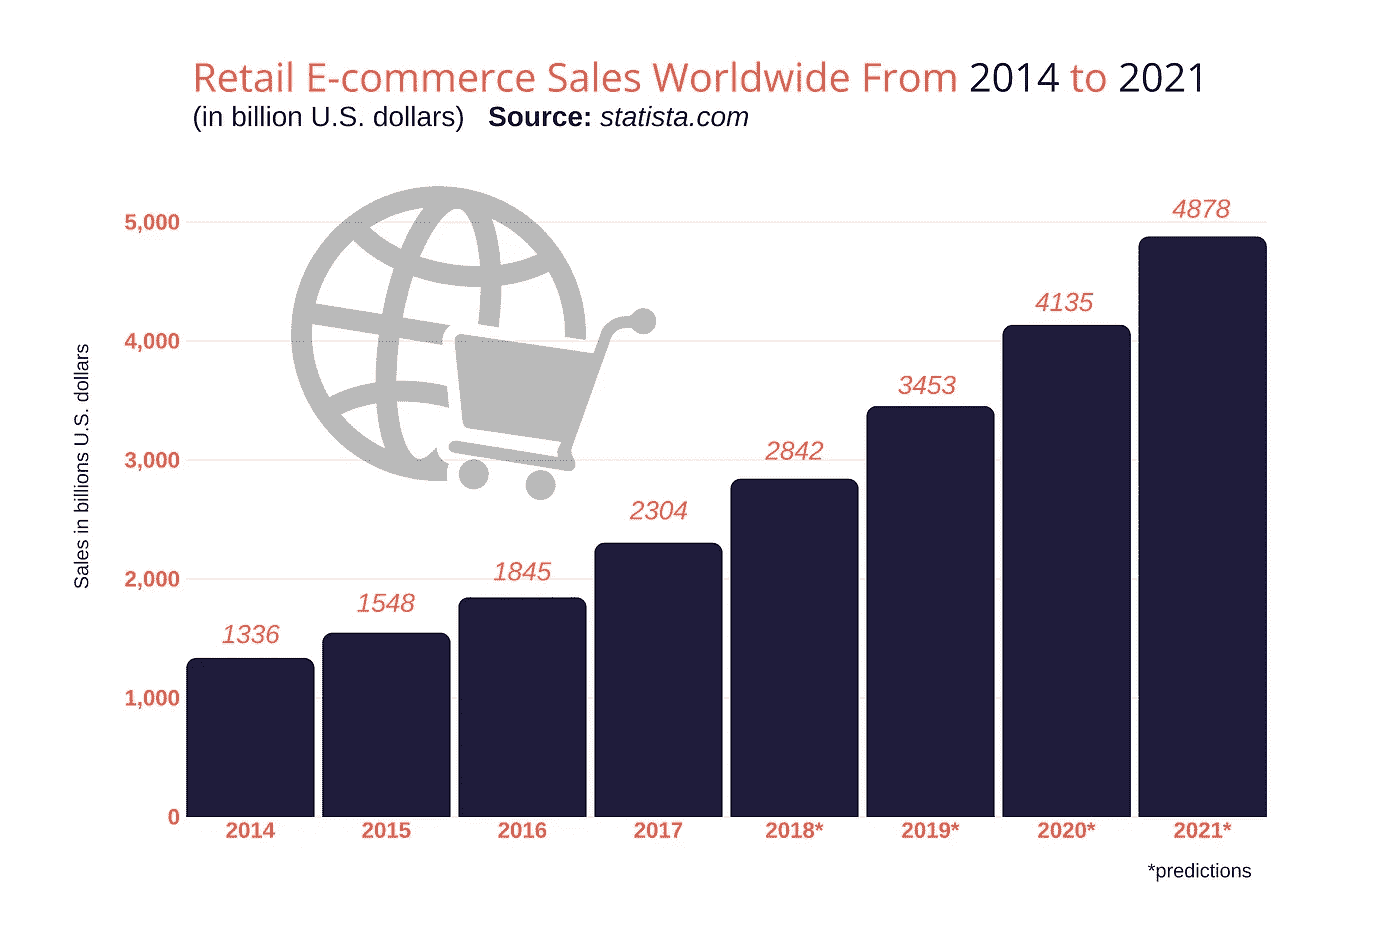 Retail E-commerce Sales Worldwide From 2014 to 2021
(in billion U.S. dollars) Source: statista.com
Sales in billions U.S. dollars
5,000
4,000
3,000
2,000
1,000
0
1336
1548
1845
2304
2842
3453
4135
4878
2014 2015 2016 2017 2018* 2019* 2020* 2021*
*predictions